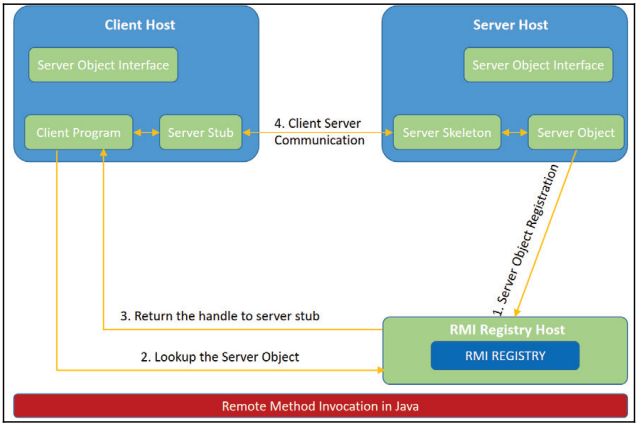 Client Host
Server Host
Server Object Interface
Server Object Interface
Client Program
Server Stub
4. Client Server
Communication
Server Skeleton
Server Object
1. Server Object Registration
3. Return the handle to server stub
RMI Registry Host
2. Lookup the Server Object
RMI REGISTRY
Remote Method Invocation in Java